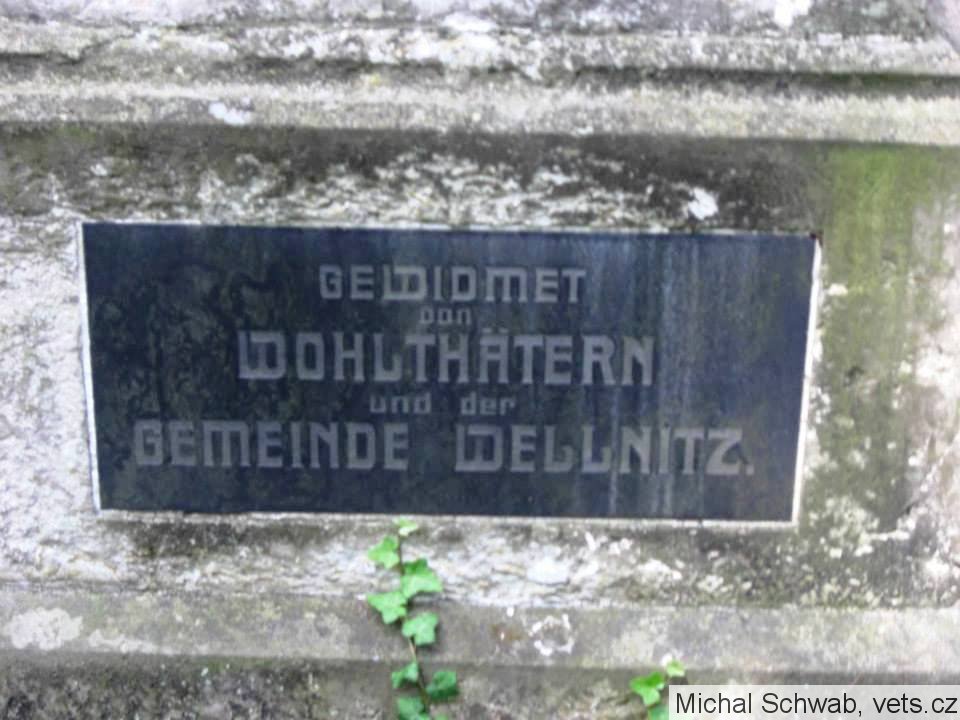 GEWIDMET
von
WOHLTHÄTERN
und der
GEMEINDE WELLNITZ.
Michal Schwab, vets.cz